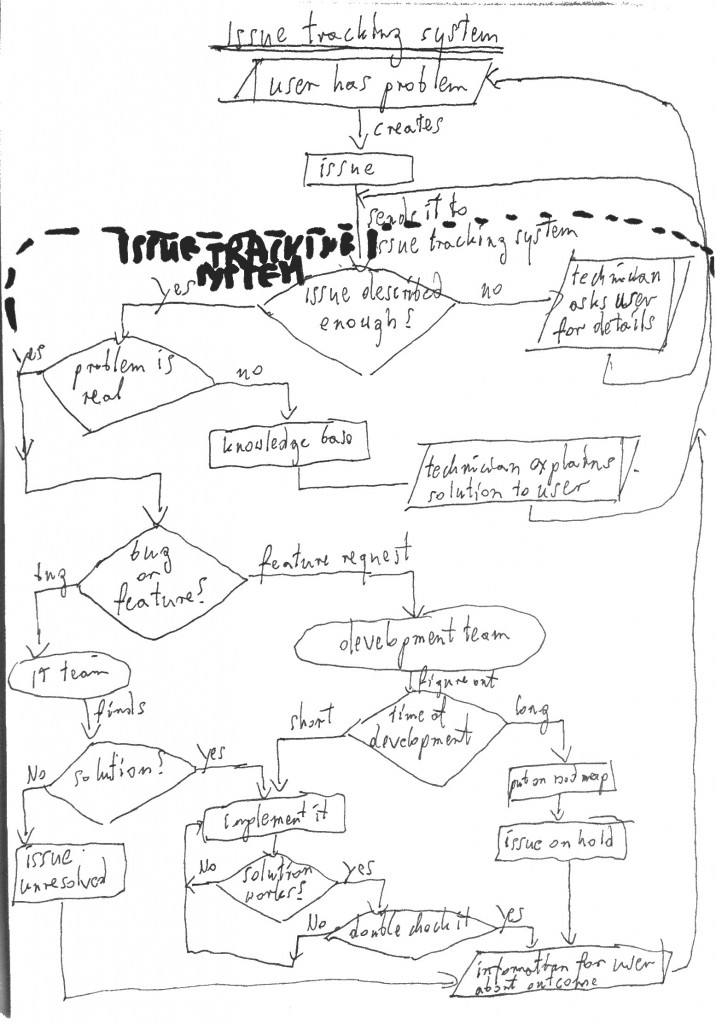 Issue tracking system
user has problem
creates
issue
sends it to
issue tracking system
ISSUE TRACKING
SYSTEM
issue described
enough?
yes
no
technician
asks user
for details
yes
problem is
real
no
knowledge base
technician explains
solution to user
bug
or
feature?
bug
feature request
IT team
development team
finds
figure out
short
time of
development
long
No
solution?
yes
implement it
put on road map
issue on hold
issue
unresolved
No
solution
works?
yes
No
double check it
yes
information for user
about outcome